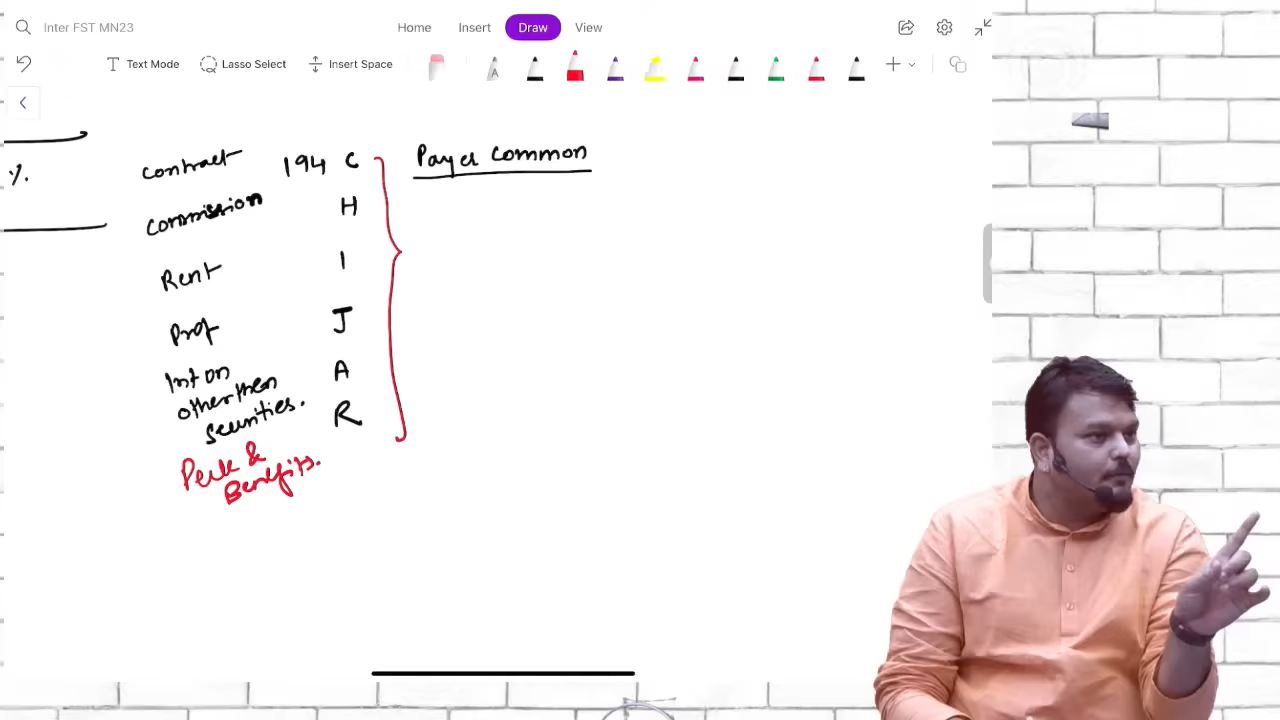 Inter FST MN23
Home Insert Draw View
Text Mode Lasso Select Insert Space
%.
Contract 194 C
Commission H
Rent I
Prof J
Int on A
other then
securities. R
Perk &
Benefits.
Payer Common